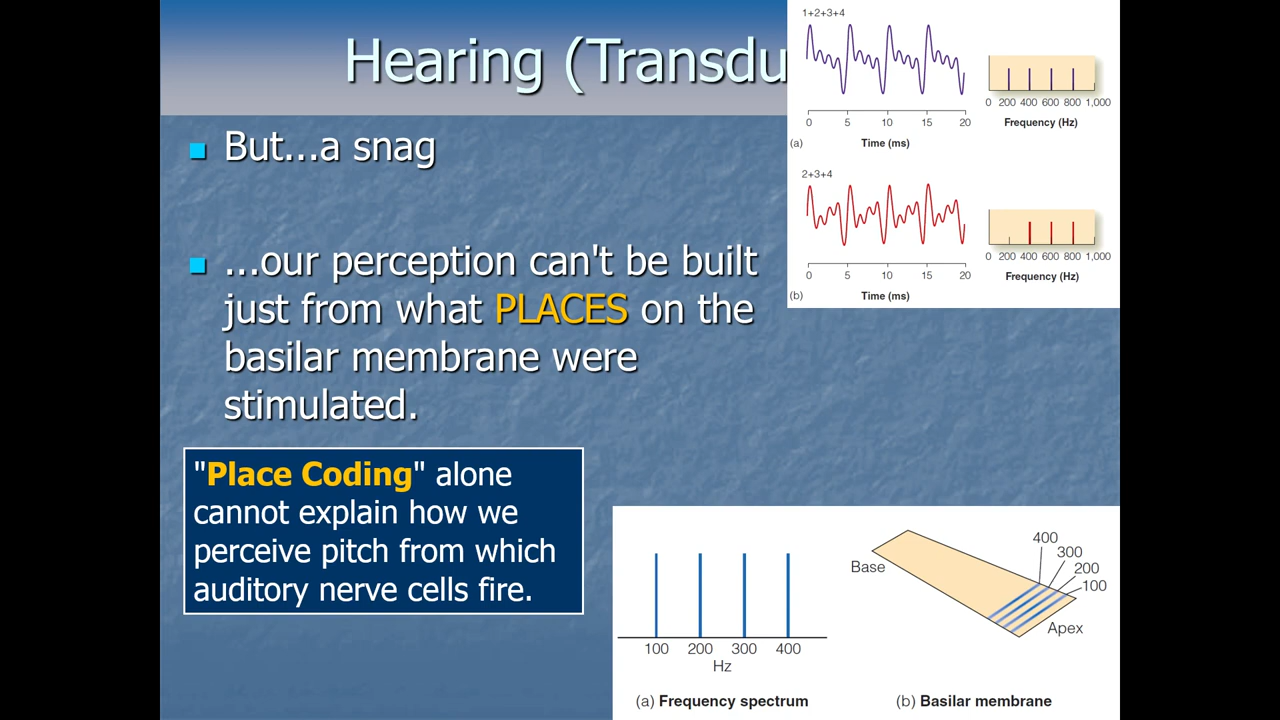 Hearing (Transdu
But...a snag
...our perception can't be built
just from what PLACES on the
basilar membrane were
stimulated.
"Place Coding" alone
cannot explain how we
perceive pitch from which
auditory nerve cells fire.
1+2+3+4
0 5 10 15 20
(a) Time (ms)
0 200 400 600 800 1,000
Frequency (Hz)
2+3+4
0 5 10 15 20
(b) Time (ms)
0 200 400 600 800 1,000
Frequency (Hz)
100 200 300 400
Hz
(a) Frequency spectrum
Base
400
300
200
100
Apex
(b) Basilar membrane